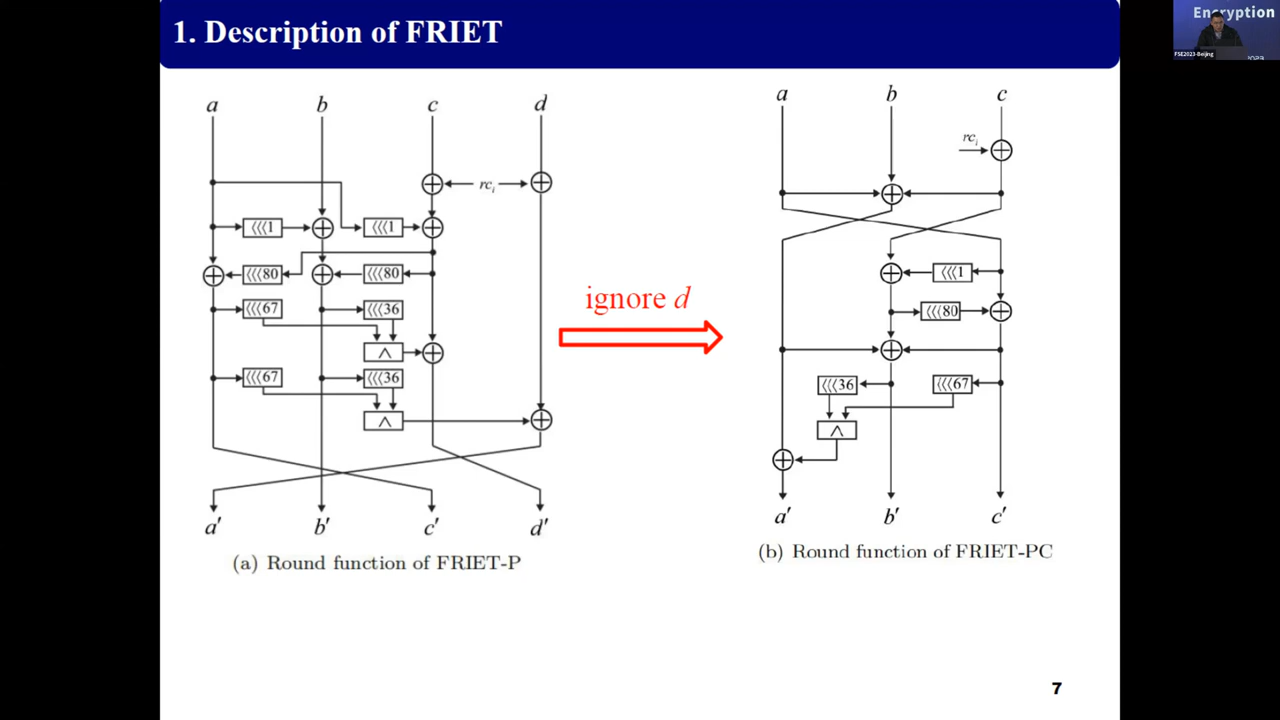 1. Description of FRIET
Encryption
FSE2023-Beijing
2023
a b c d
rc_i
⋘1 ⋘1
⋘80 ⋘80
⋘67 ⋘36
∧
⋘67 ⋘36
∧
a′ b′ c′ d′
(a) Round function of FRIET-P
ignore d
a b c
rc_i
⋘1
⋘80
⋘36 ⋘67
∧
a′ b′ c′
(b) Round function of FRIET-PC
7